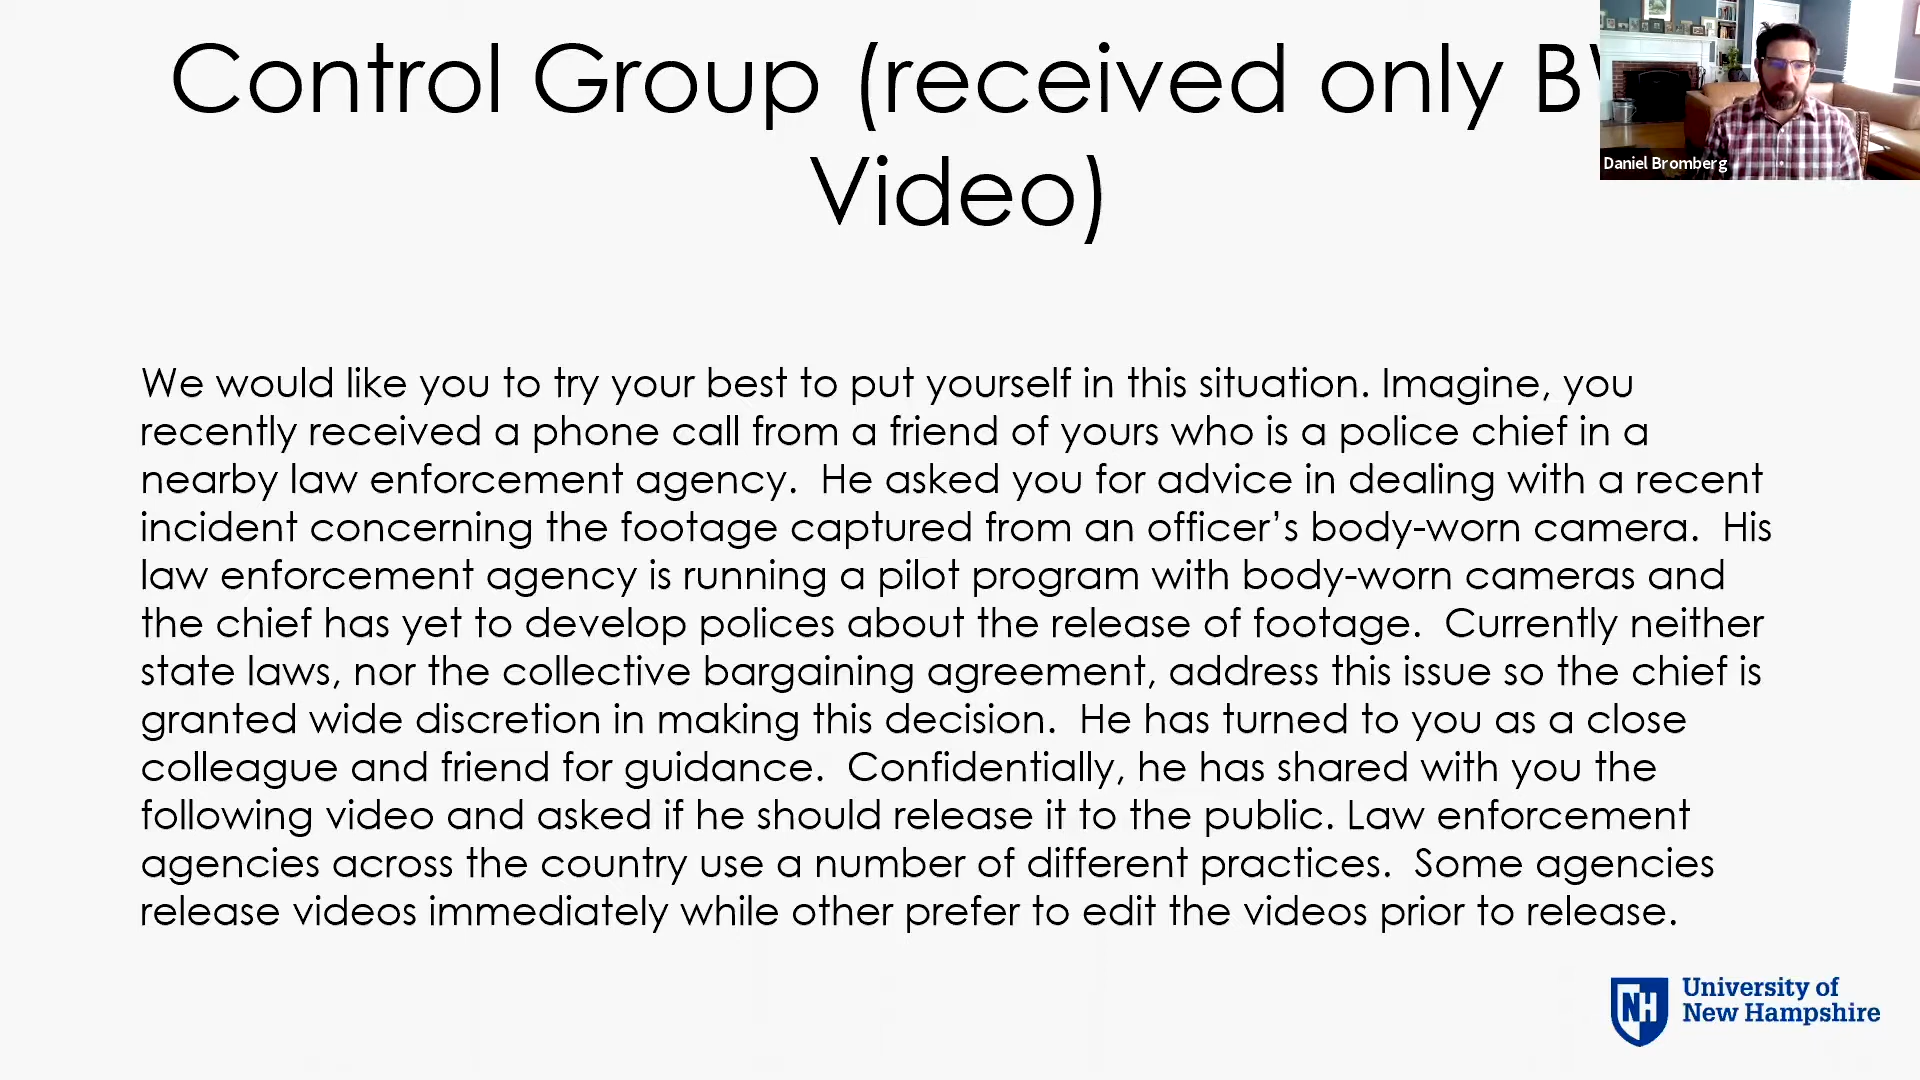 Control Group (received only
Video)
Daniel Bromberg
We would like you to try your best to put yourself in this situation. Imagine, you
recently received a phone call from a friend of yours who is a police chief in a
nearby law enforcement agency.  He asked you for advice in dealing with a recent
incident concerning the footage captured from an officer’s body-worn camera.  His
law enforcement agency is running a pilot program with body-worn cameras and
the chief has yet to develop polices about the release of footage.  Currently neither
state laws, nor the collective bargaining agreement, address this issue so the chief is
granted wide discretion in making this decision.  He has turned to you as a close
colleague and friend for guidance.  Confidentially, he has shared with you the
following video and asked if he should release it to the public. Law enforcement
agencies across the country use a number of different practices.  Some agencies
release videos immediately while other prefer to edit the videos prior to release.
NH
University of
New Hampshire